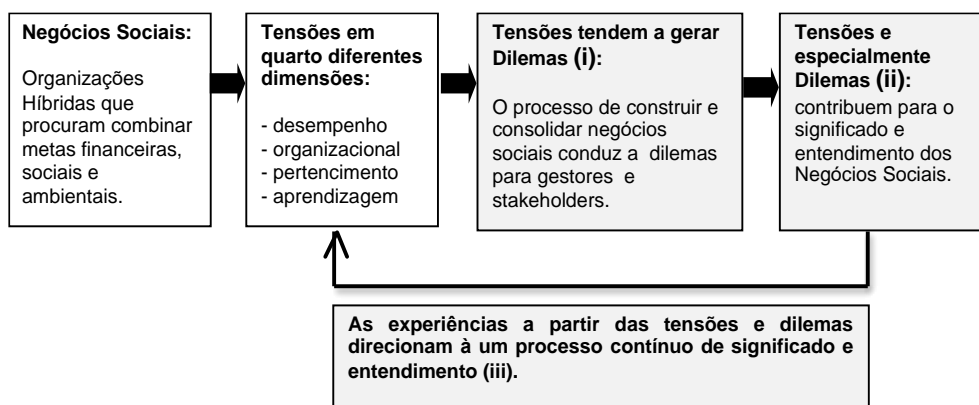 Negócios Sociais:
Organizações
Híbridas que
procuram combinar
metas financeiras,
sociais e
ambientais.
Tensões em
quarto diferentes
dimensões:
- desempenho
- organizacional
- pertencimento
- aprendizagem
Tensões tendem a gerar
Dilemas (i):
O processo de construir e
consolidar negócios
sociais conduz a dilemas
para gestores e
stakeholders.
Tensões e
especialmente
Dilemas (ii):
contribuem para o
significado e
entendimento dos
Negócios Sociais.
As experiências a partir das tensões e dilemas
direcionam à um processo contínuo de significado e
entendimento (iii).